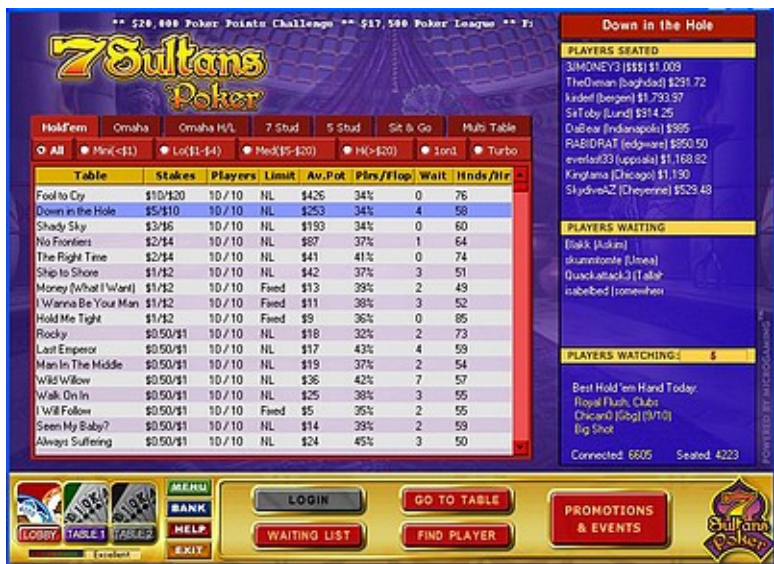 ** $20,000 Poker Points Challenge ** $17,500 Poker League ** F:
7 Sultans
Poker
Hold'em Omaha Omaha H/L 7 Stud 5 Stud Sit & Go Multi Table
All Mini(<$1) Lo($1-$4) Med($5-$20) Hi(>$20) 1on1 Turbo
Table Stakes Players Limit Av.Pot Plrs/Flop Wait Hnds/Hr
Fool to Cry $10/$20 10/10 NL $426 34% 0 76
Down in the Hole $5/$10 10/10 NL $253 34% 4 58
Shady Sky $3/$6 10/10 NL $193 34% 0 60
No Frontiers $2/$4 10/10 NL $87 37% 1 64
The Right Time $2/$4 10/10 NL $41 41% 0 74
Ship to Shore $1/$2 10/10 NL $42 37% 3 51
Money (What I Want) $1/$2 10/10 Fixed $13 39% 2 49
I Wanna Be Your Man $1/$2 10/10 Fixed $11 38% 3 52
Hold Me Tight $1/$2 10/10 Fixed $9 36% 0 85
Rocky $0.50/$1 10/10 NL $18 32% 2 73
Last Emperor $0.50/$1 10/10 NL $17 43% 4 59
Man In The Middle $0.50/$1 10/10 NL $19 37% 2 54
Wild Willow $0.50/$1 10/10 NL $36 42% 7 57
Walk On In $0.50/$1 10/10 NL $25 38% 3 55
I Will Follow $0.50/$1 10/10 Fixed $5 35% 2 55
Seen My Baby? $0.50/$1 10/10 NL $14 39% 2 59
Always Suffering $0.50/$1 10/10 NL $24 45% 3 50
Down in the Hole
PLAYERS SEATED
3JMONEY3 ($$$) $1,009
(baghdad) $291.72
kirderf (bergen) $1,793.97
SirToby (Lund) $914.25
DaBear (Indianapolis) $985
RABIDRAT (edgware) $850.50
everlast33 (uppsala) $1,168.82
Kingtama (Chicago) $1,190
SkydiveAZ (Cheyenne) $529.48
PLAYERS WAITING
Blakk (Askim)
skummtomte (Umea)
Quackattack3 (Tallah
isabelbed (somewhere
PLAYERS WATCHING: 5
Best Hold 'em Hand Today:
Royal Flush, Clubs
Chican0 (Gbg) (9/10)
Big Shot
Connected: 6605 Seated: 4223
POWERED BY MICROGAMING™
LOBBY TABLE 1 TABLE 2
Excellent
MENU
BANK
HELP
EXIT
LOGIN
GO TO TABLE
WAITING LIST
FIND PLAYER
PROMOTIONS
& EVENTS
7
Sultans
Poker